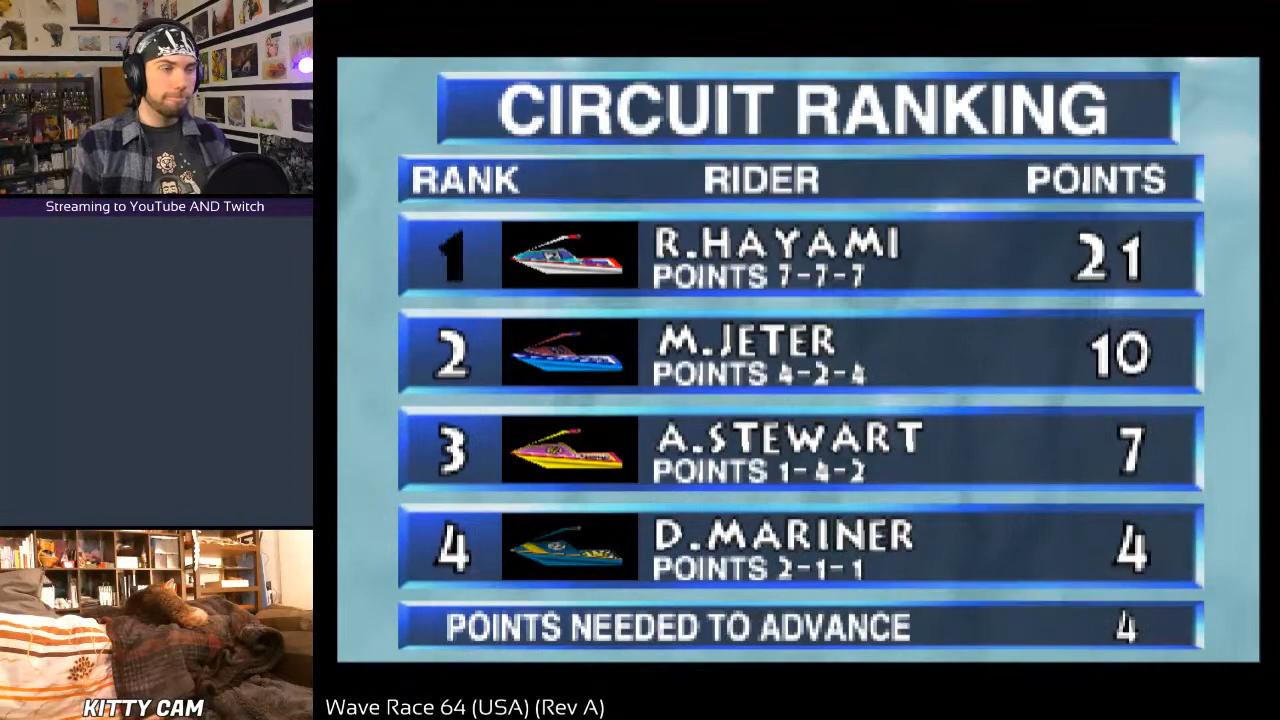 Streaming to YouTube AND Twitch
CIRCUIT RANKING
RANK RIDER POINTS
1 R.HAYAMI 21
POINTS 7-7-7
2 M.JETER 10
POINTS 4-2-4
3 A.STEWART 7
POINTS 1-4-2
4 D.MARINER 4
POINTS 2-1-1
POINTS NEEDED TO ADVANCE 4
KITTY CAM
Wave Race 64 (USA) (Rev A)